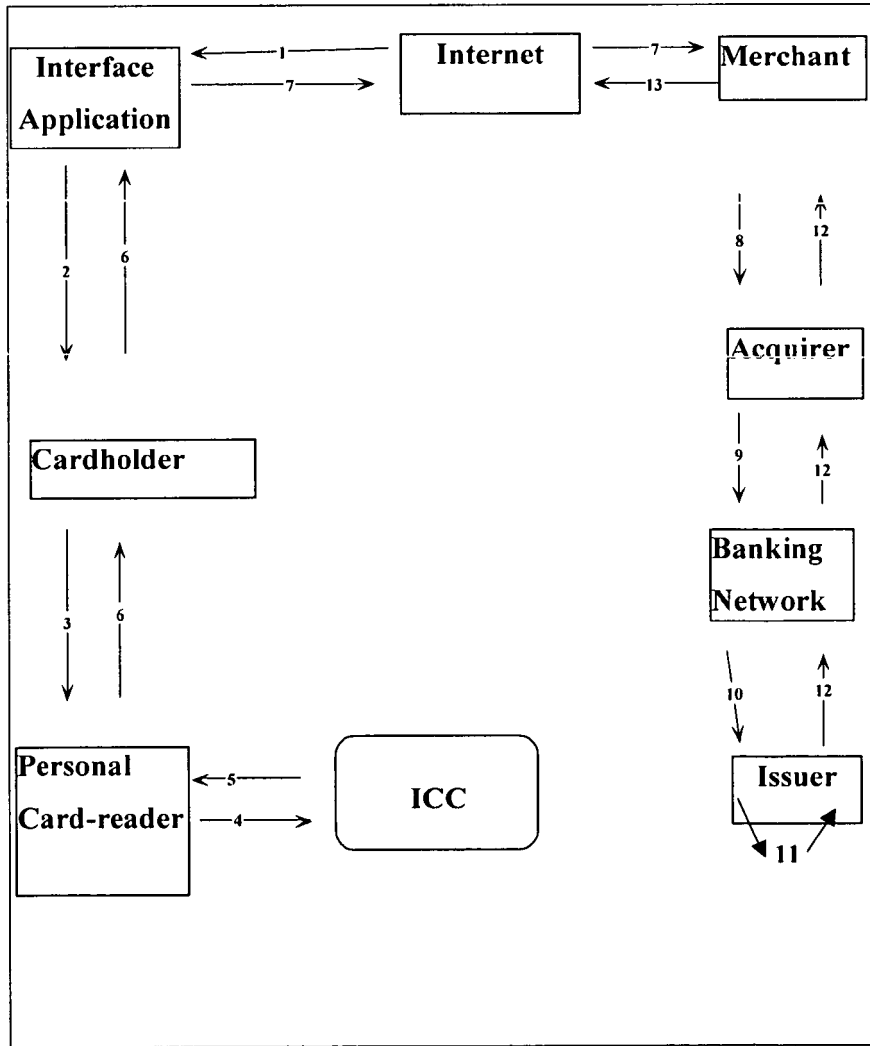 1
Internet
7
Merchant
Interface
Application
7
13
2
6
8
12
Acquirer
Cardholder
9
12
Banking
Network
3
6
10
12
Personal
Card-reader
5
4
ICC
Issuer
11